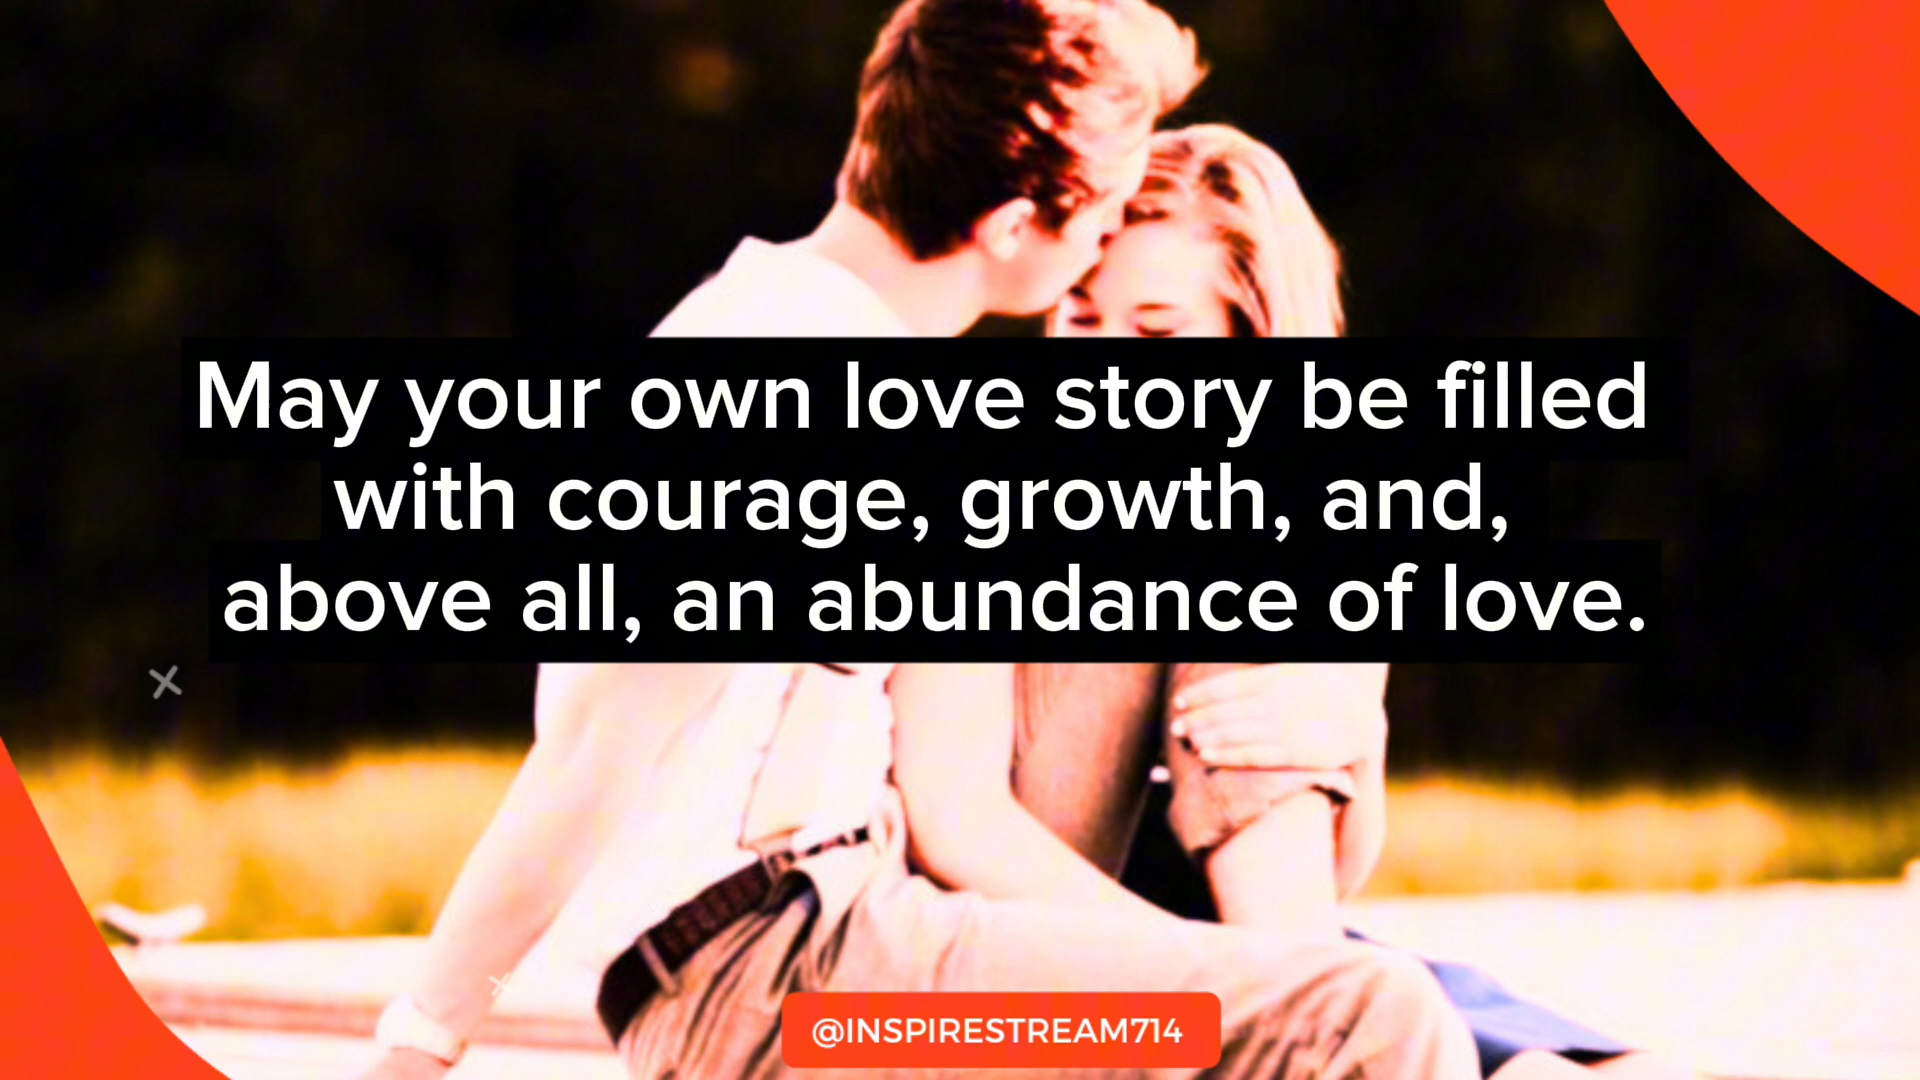 May your own love story be filled
with courage, growth, and,
above all, an abundance of love.
@INSPIRESTREAM714